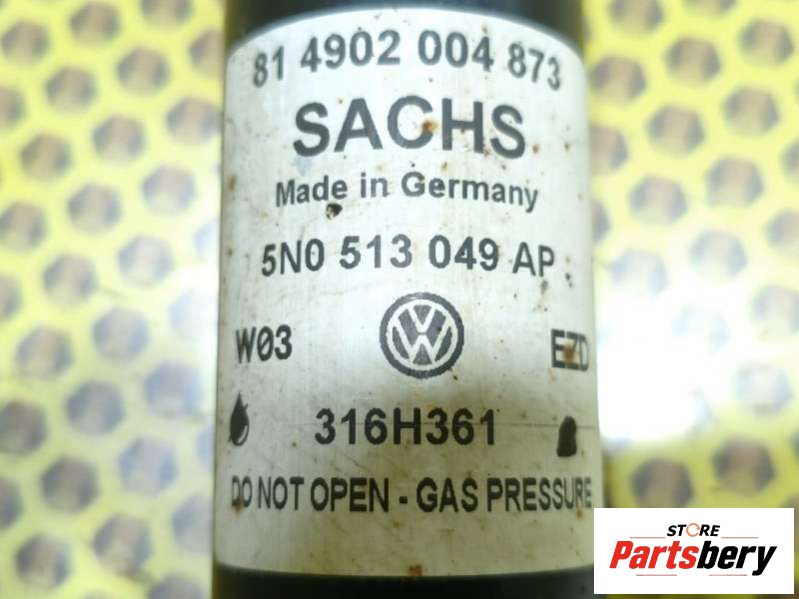 81 4902 004 873
SACHS
Made in Germany
5N0 513 049 AP
W03 VW EZD
316H361
DO NOT OPEN - GAS PRESSURE
STORE
Partsbery